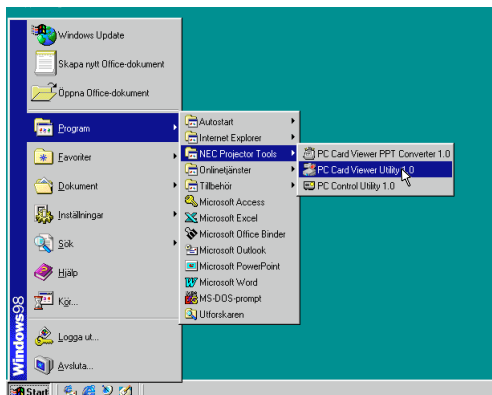 Windows Update
Skapa nytt Office-dokument
Öppna Office-dokument
Program
Favoriter
Dokument
Inställningar
Sök
Hjälp
Kör...
Logga ut...
Avsluta...
Windows98
Autostart
Internet Explorer
NEC Projector Tools
Onlinetjänster
Tillbehör
Microsoft Access
Microsoft Excel
Microsoft Office Binder
Microsoft Outlook
Microsoft PowerPoint
Microsoft Word
MS-DOS-prompt
Utforskaren
PC Card Viewer PPT Converter 1.0
PC Card Viewer Utility 1.0
PC Control Utility 1.0
Start